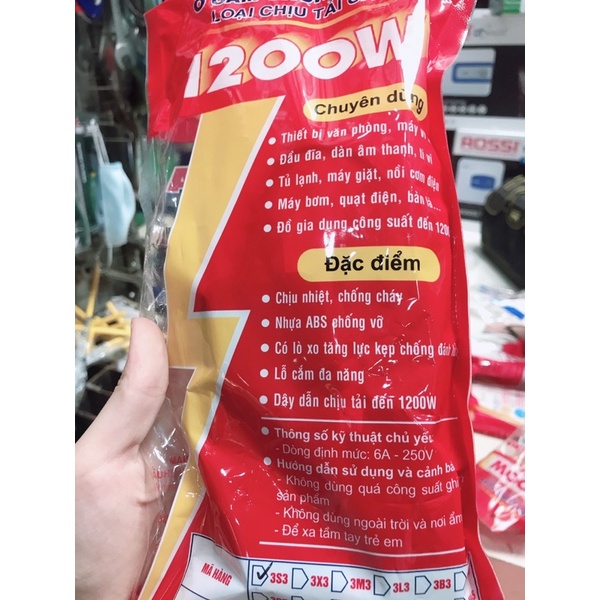 LOẠI CHỊU TẢI
1200W
Chuyên dùng
• Thiết bị văn phòng, máy
• Đầu đĩa, dàn âm thanh, ti vi
• Tủ lạnh, máy giặt, nồi cơm điện
• Máy bơm, quạt điện, bàn là...
• Đồ gia dụng công suất đến 1200
Đặc điểm
• Chịu nhiệt, chống cháy
• Nhựa ABS chống vỡ
• Có lò xo tăng lực kẹp chống đánh
• Lỗ cắm đa năng
• Dây dẫn chịu tải đến 1200W
• Thông số kỹ thuật chủ yết
- Dòng định mức: 6A - 250V
• Hướng dẫn sử dụng và cảnh
- Không dùng quá công suất ghi
sản phẩm
- Không dùng ngoài trời và nơi ẩm
- Để xa tầm tay trẻ em
MÃ HÀNG 3S3 3X3 3M3 3L3 3B3
ROSSI